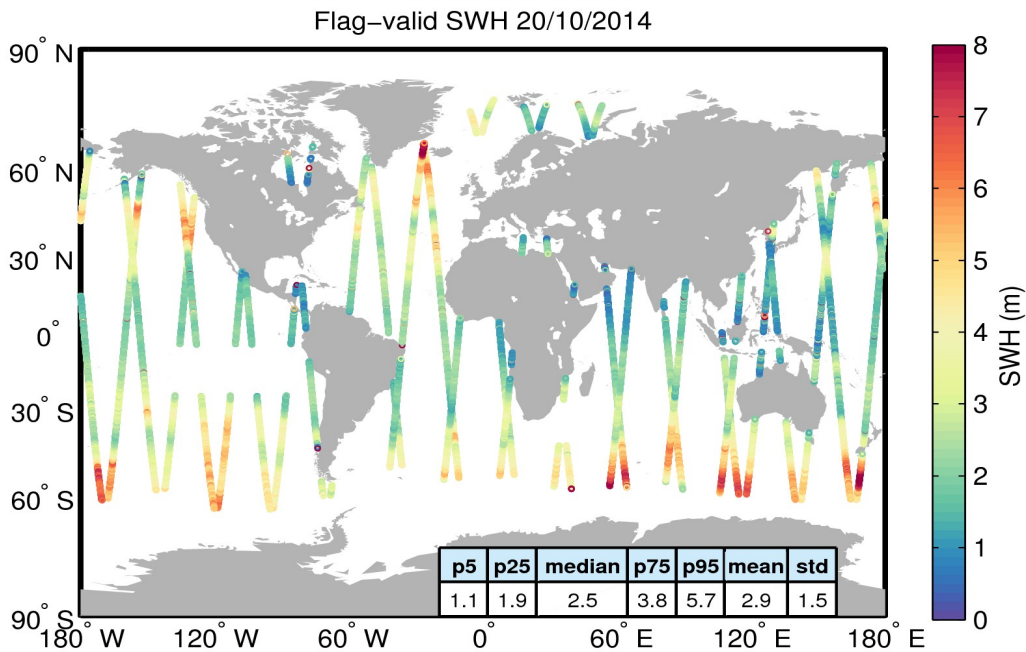 Flag−valid SWH 20/10/2014
90° N
60° N
30° N
0°
30° S
60° S
90° S
180° W
120° W
60° W
0°
60° E
120° E
180° E
p5 p25 median p75 p95 mean std
1.1 1.9 2.5 3.8 5.7 2.9 1.5
8
7
6
5
4
3
2
1
0
SWH (m)